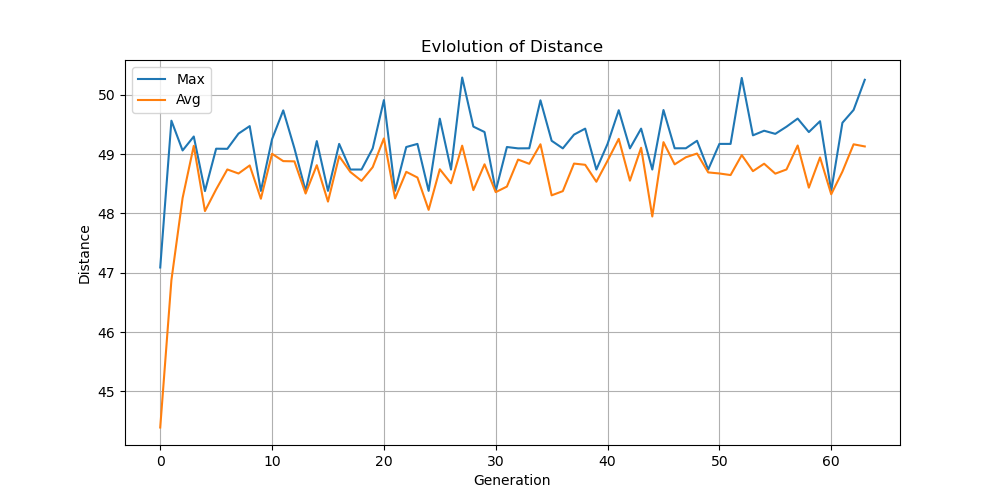 Evlolution of Distance
Max
Avg
Distance
50
49
48
47
46
45
0 10 20 30 40 50 60
Generation